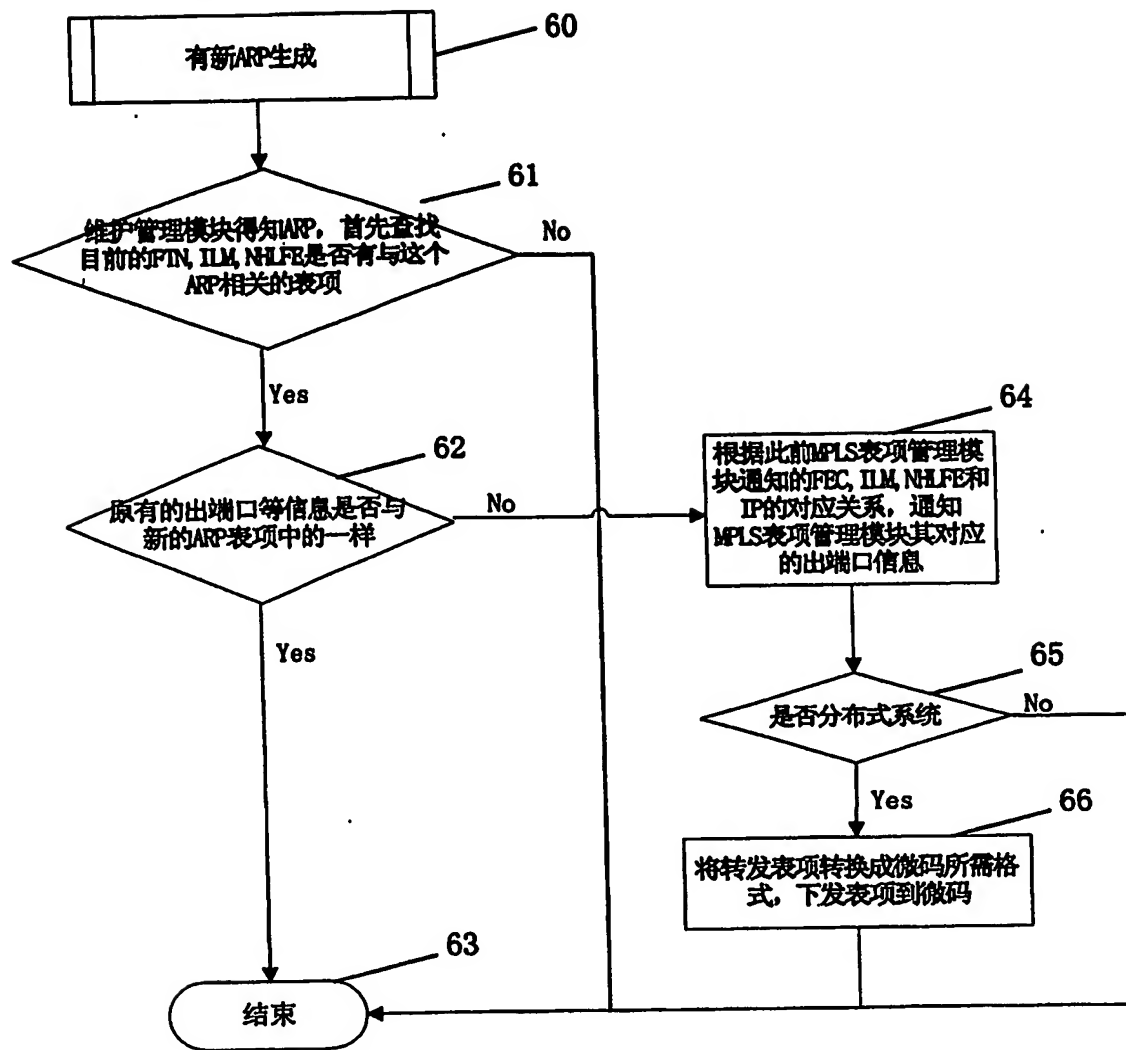 有新ARP生成
60
61
维护管理模块得知ARP，首先查找
目前的FTN,ILM,NHLFE是否有与这个
ARP相关的表项
No
Yes
62
原有的出端口等信息是否与
新的ARP表项中的一样
No
Yes
64
根据此前MPLS表项管理模
块通知的FEC,ILM,NHLFE和
IP的对应关系，通知
MPLS表项管理模块其对应
的出端口信息
65
是否分布式系统
No
Yes
66
将转发表项转换成微码所需格
式，下发表项到微码
63
结束